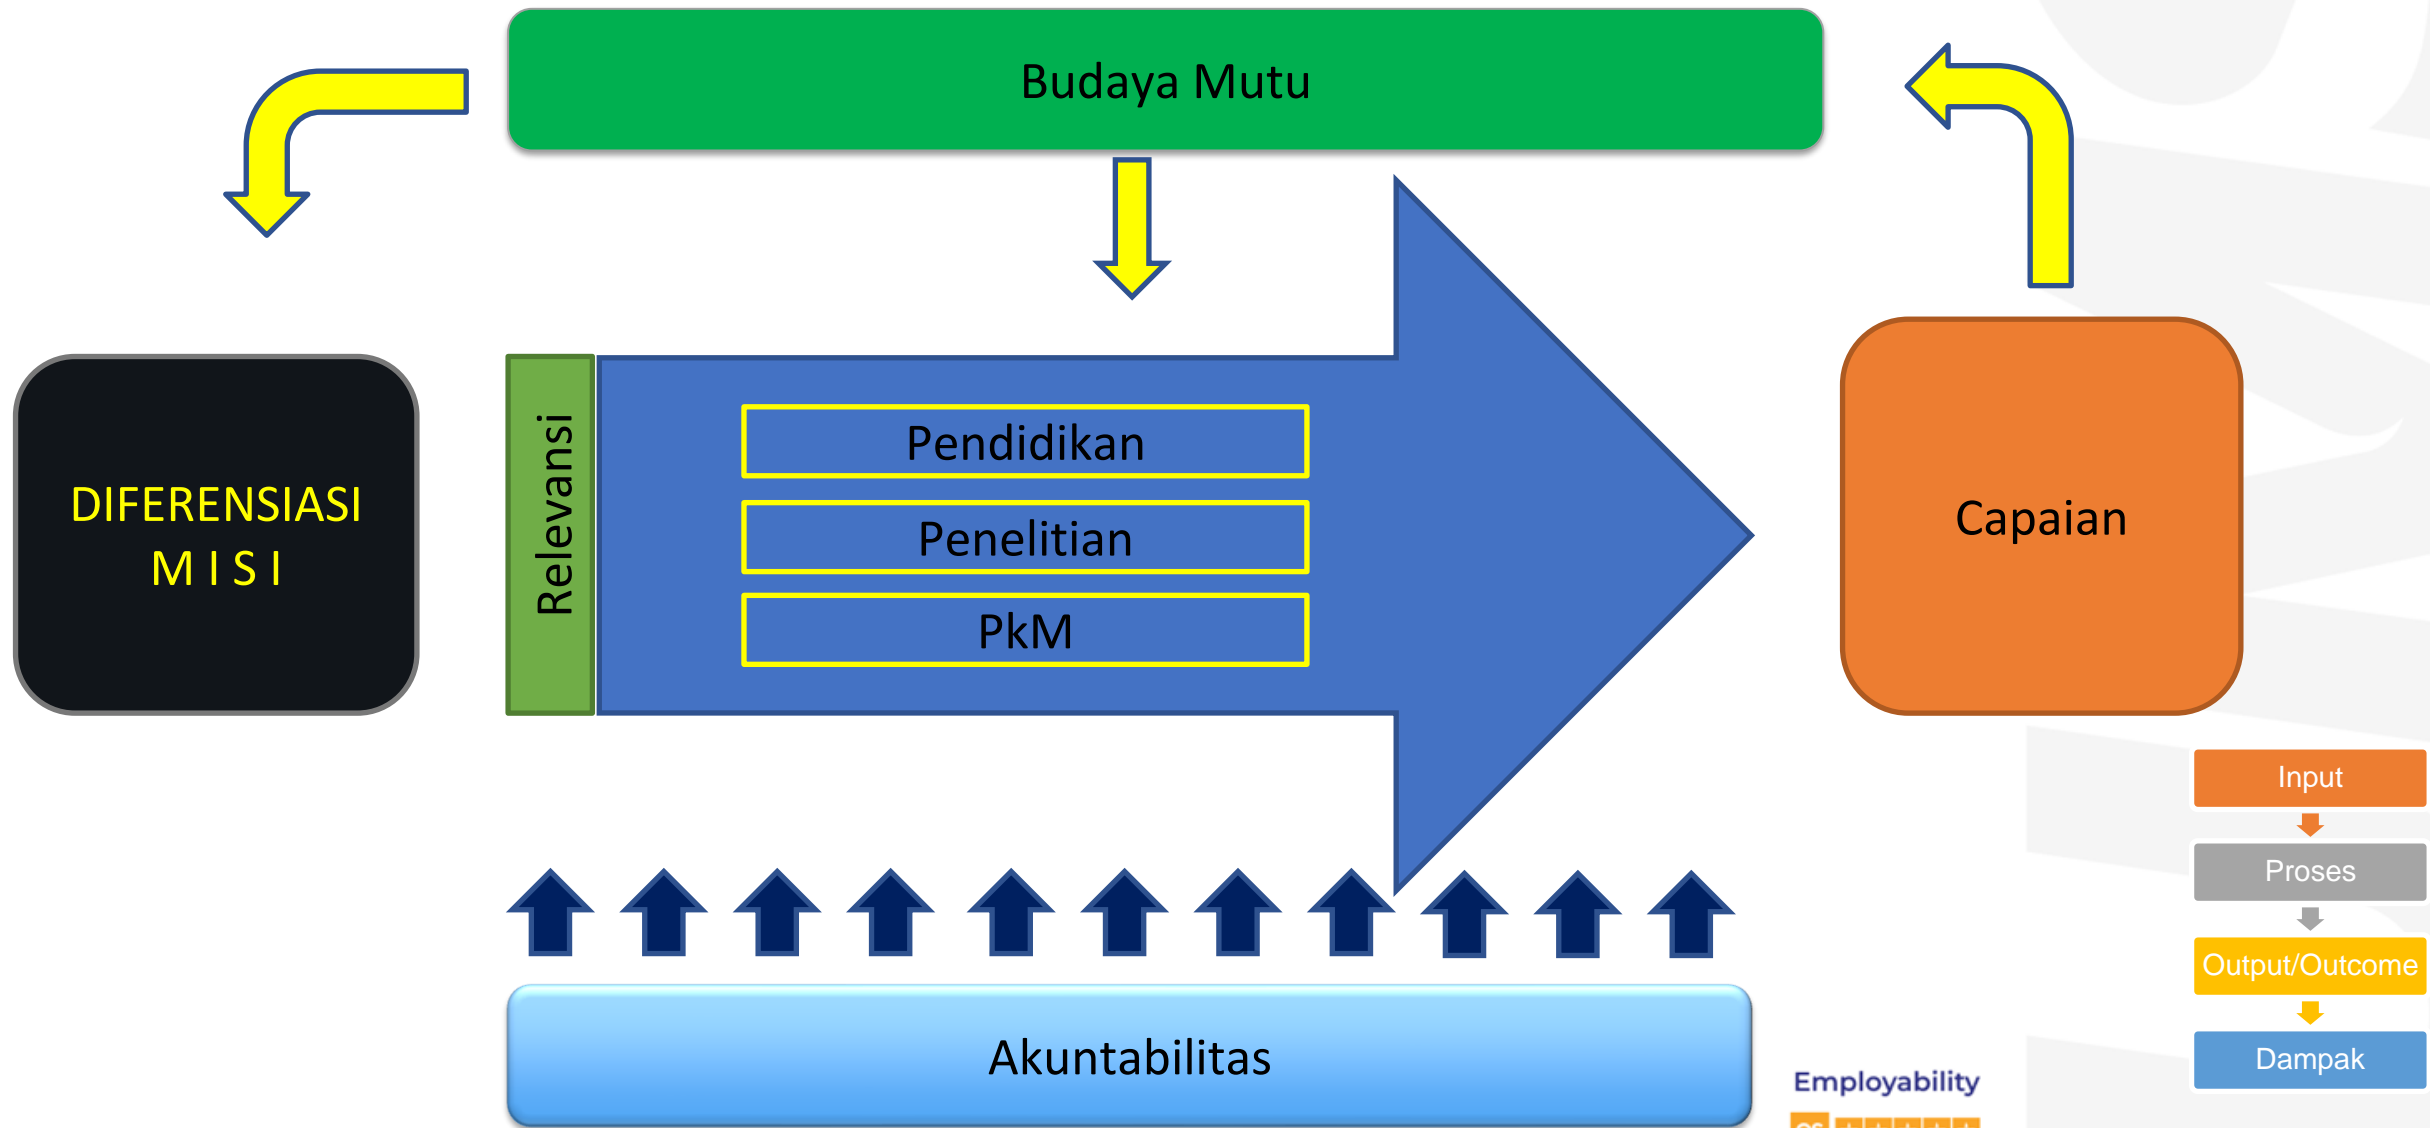 Budaya Mutu
DIFERENSIASI
M I S I
Relevansi
Pendidikan
Penelitian
PkM
Capaian
Input
Proses
Output/Outcome
Dampak
Akuntabilitas
Employability